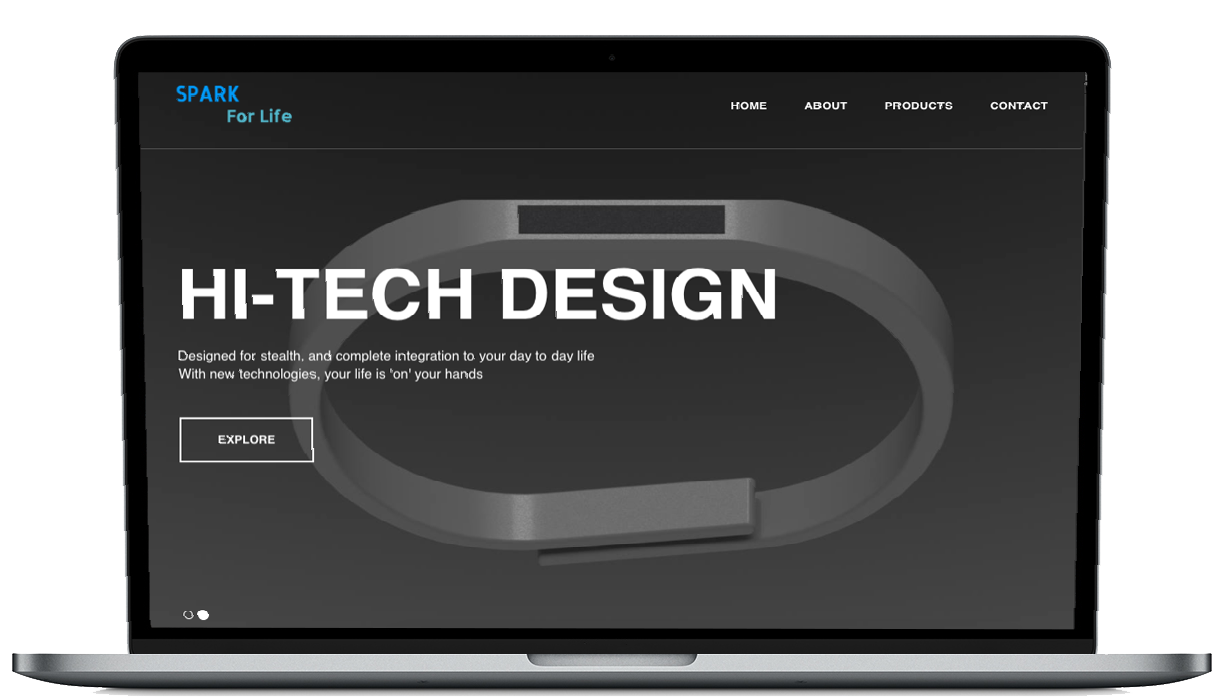 SPARK
For Life
HOME ABOUT PRODUCTS CONTACT
HI-TECH DESIGN
Designed for stealth, and complete integration to your day to day life
With new technologies, your life is 'on' your hands
EXPLORE